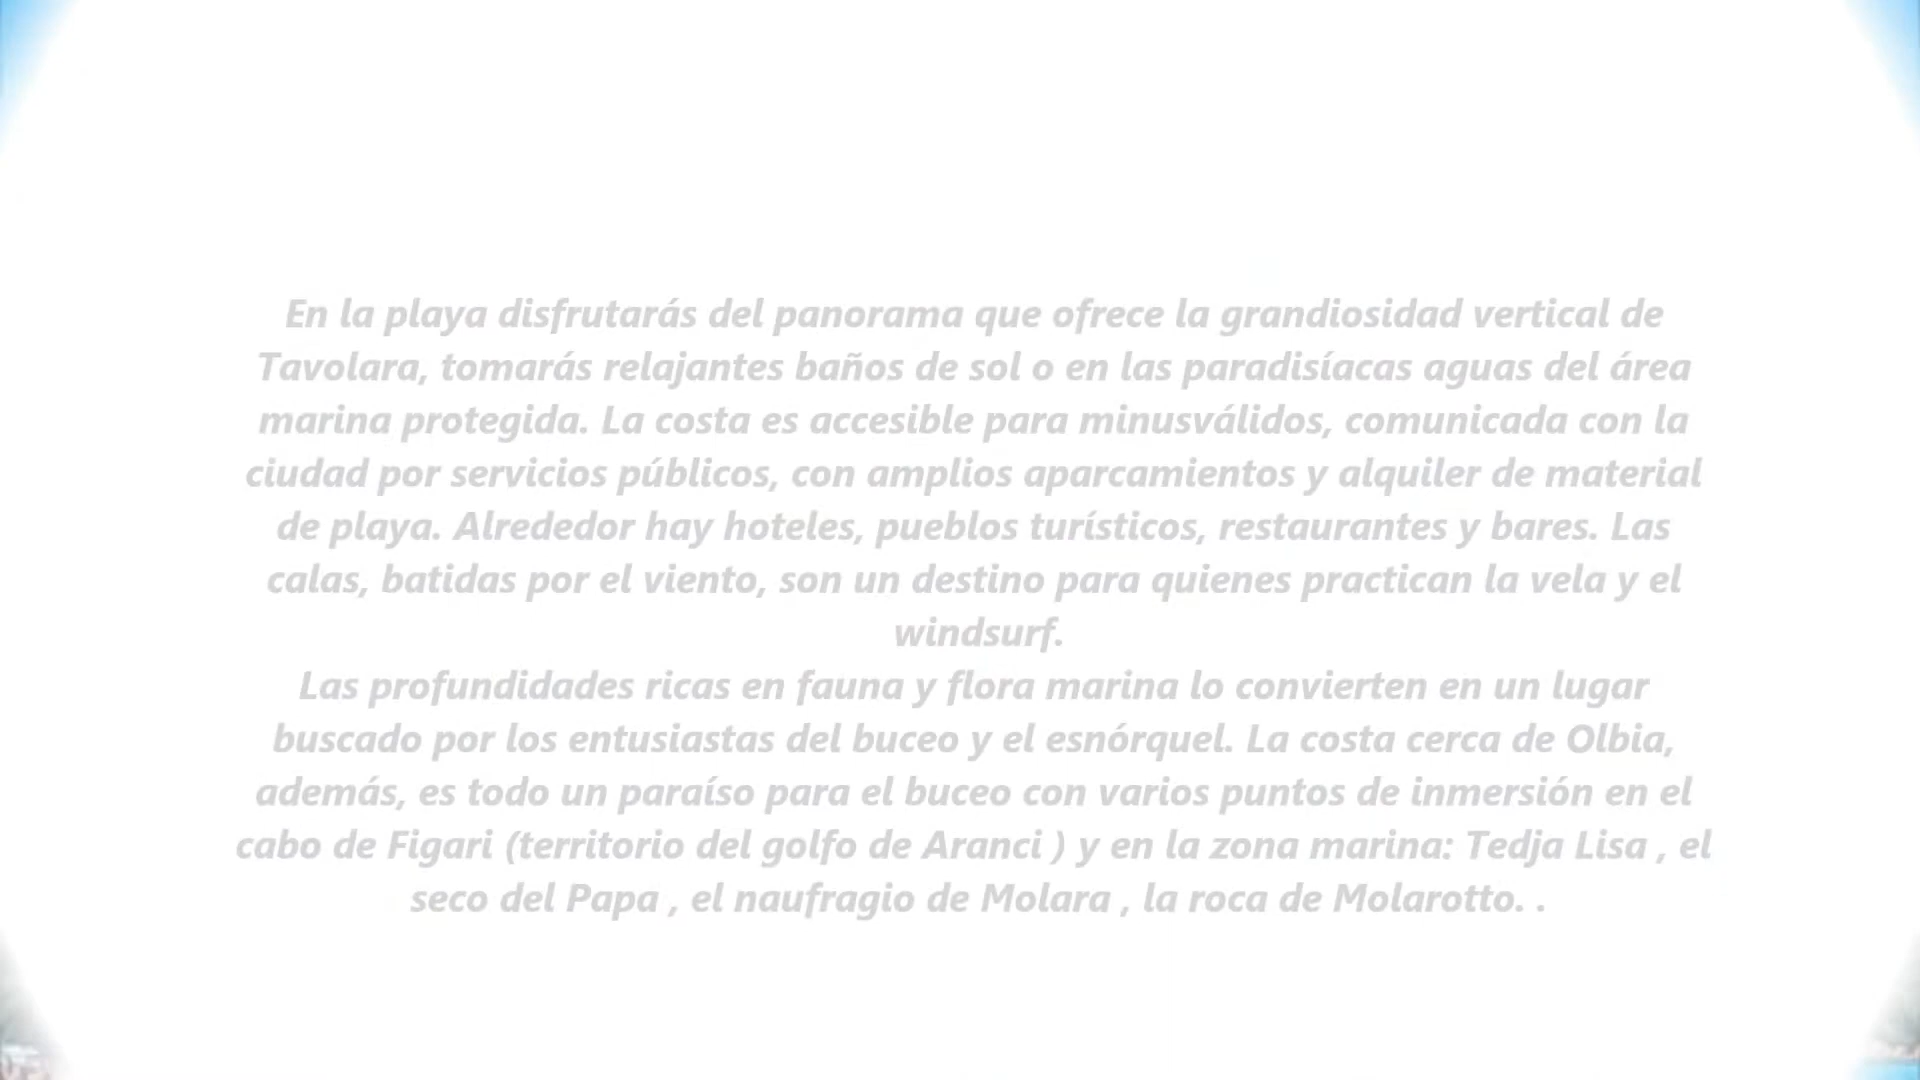 En la playa disfrutarás del panorama que ofrece la grandiosidad vertical de
Tavolara, tomarás relajantes baños de sol o en las paradisíacas aguas del área
marina protegida. La costa es accesible para minusválidos, comunicada con la
ciudad por servicios públicos, con amplios aparcamientos y alquiler de material
de playa. Alrededor hay hoteles, pueblos turísticos, restaurantes y bares. Las
calas, batidas por el viento, son un destino para quienes practican la vela y el
windsurf.
Las profundidades ricas en fauna y flora marina lo convierten en un lugar
buscado por los entusiastas del buceo y el esnórquel. La costa cerca de Olbia,
además, es todo un paraíso para el buceo con varios puntos de inmersión en el
cabo de Figari (territorio del golfo de Aranci ) y en la zona marina: Tedja Lisa , el
seco del Papa , el naufragio de Molara , la roca de Molarotto. .